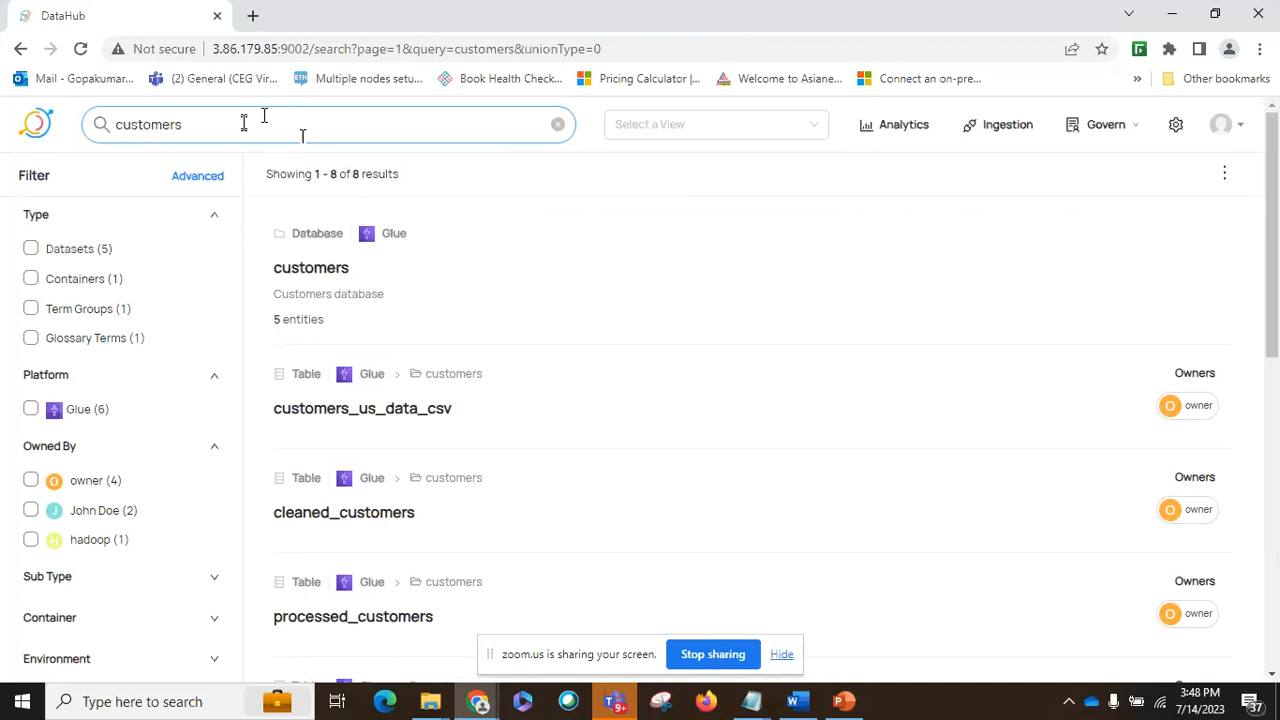 DataHub
Not secure 3.86.179.85:9002/search?page=1&query=customers&unionType=0
Mail - Gopakumar... (2) General (CEG Vir... Multiple nodes setu... Book Health Check... Pricing Calculator |... Welcome to Asiane... Connect an on-pre... » Other bookmarks
customers Select a View Analytics Ingestion Govern
Filter Advanced Showing 1 - 8 of 8 results
Type
Datasets (5)
Containers (1)
Term Groups (1)
Glossary Terms (1)
Platform
Glue (6)
Owned By
O owner (4)
J John Doe (2)
H hadoop (1)
Sub Type
Container
Environment
Database Glue
customers
Customers database
5 entities
Table Glue > customers Owners
customers_us_data_csv O owner
Table Glue > customers Owners
cleaned_customers O owner
Table Glue > customers Owners
processed_customers O owner
zoom.us is sharing your screen. Stop sharing Hide
Type here to search 9+ 3:48 PM
7/14/2023 37